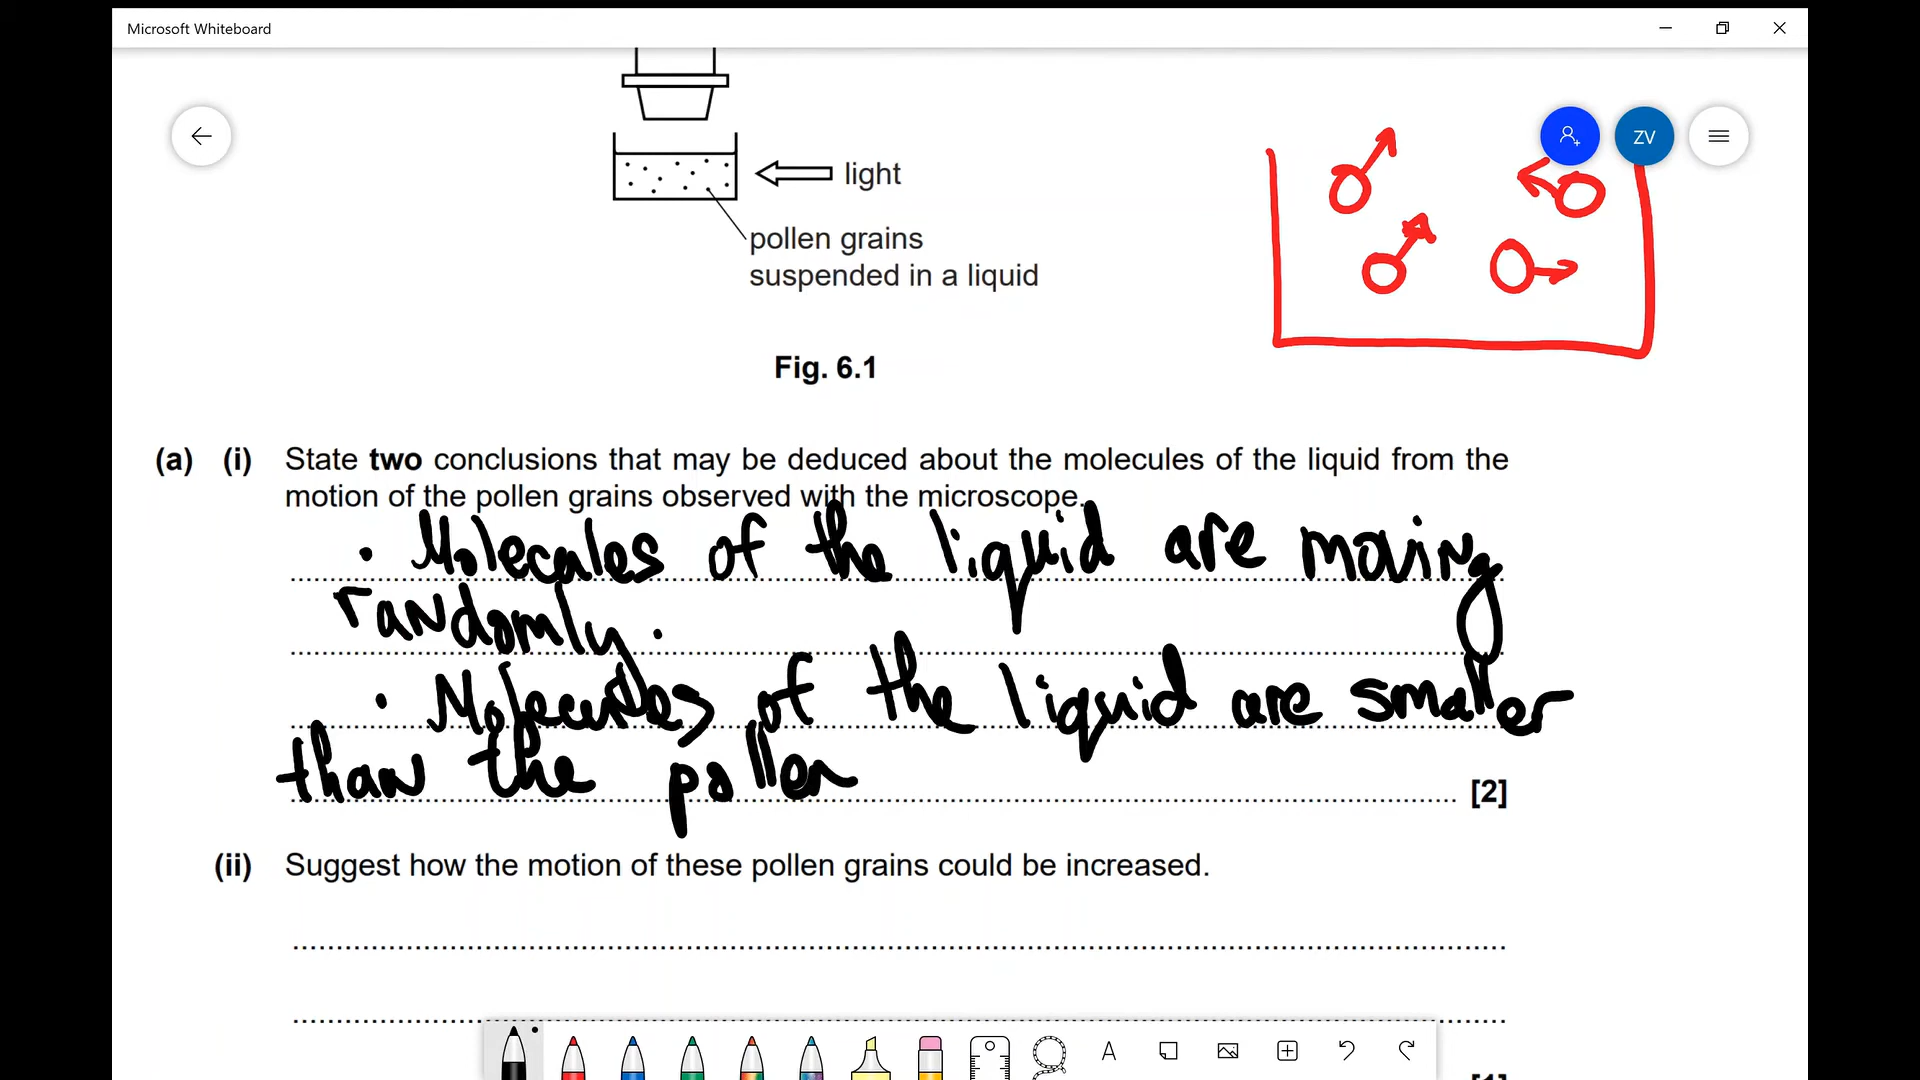 Microsoft Whiteboard
ZV
light
pollen grains
suspended in a liquid
Fig. 6.1
(a) (i) State two conclusions that may be deduced about the molecules of the liquid from the
motion of the pollen grains observed with the microscope.
· Molecules of the liquid are moving
randomly.
· Molecules of the liquid are smaller
than the pollen
[2]
(ii) Suggest how the motion of these pollen grains could be increased.
A